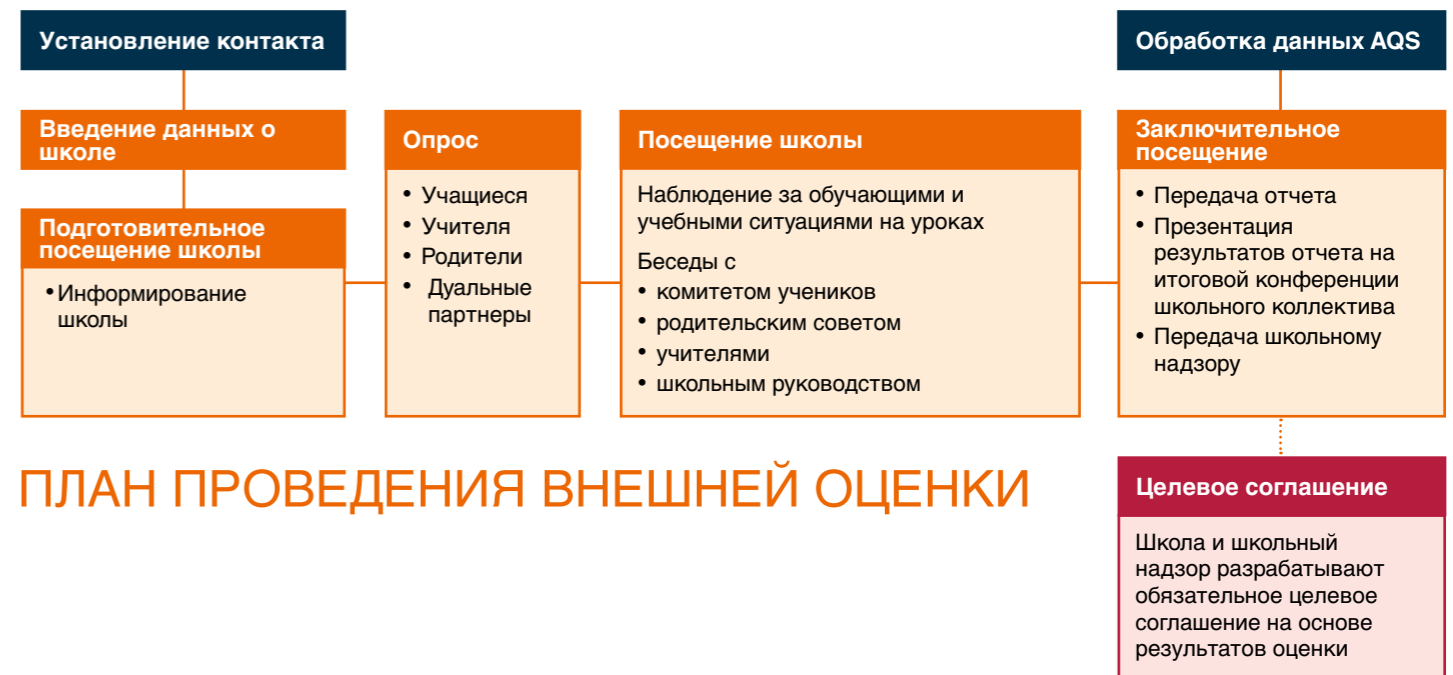 Установление контакта
Введение данных о
школе
Подготовительное
посещение школы
• Информирование
школы
Опрос
• Учащиеся
• Учителя
• Родители
• Дуальные
партнеры
Посещение школы
Наблюдение за обучающими и
учебными ситуациями на уроках
Беседы с
• комитетом учеников
• родительским советом
• учителями
• школьным руководством
Обработка данных AQS
Заключительное
посещение
• Передача отчета
• Презентация
результатов отчета на
итоговой конференции
школьного коллектива
• Передача школьному
надзору
ПЛАН ПРОВЕДЕНИЯ ВНЕШНЕЙ ОЦЕНКИ
Целевое соглашение
Школа и школьный
надзор разрабатывают
обязательное целевое
соглашение на основе
результатов оценки